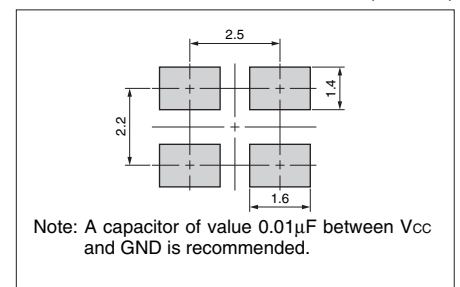 2.5
1.4
2.2
1.6
Note: A capacitor of value 0.01µF between Vcc
and GND is recommended.